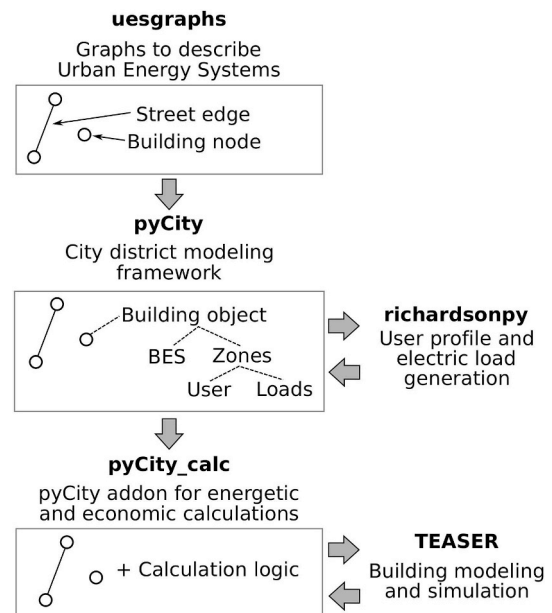 uesgraphs
Graphs to describe
Urban Energy Systems
Street edge
Building node
pyCity
City district modeling
framework
Building object
BES Zones
User Loads
richardsonpy
User profile and
electric load
generation
pyCity_calc
pyCity addon for energetic
and economic calculations
+ Calculation logic
TEASER
Building modeling
and simulation